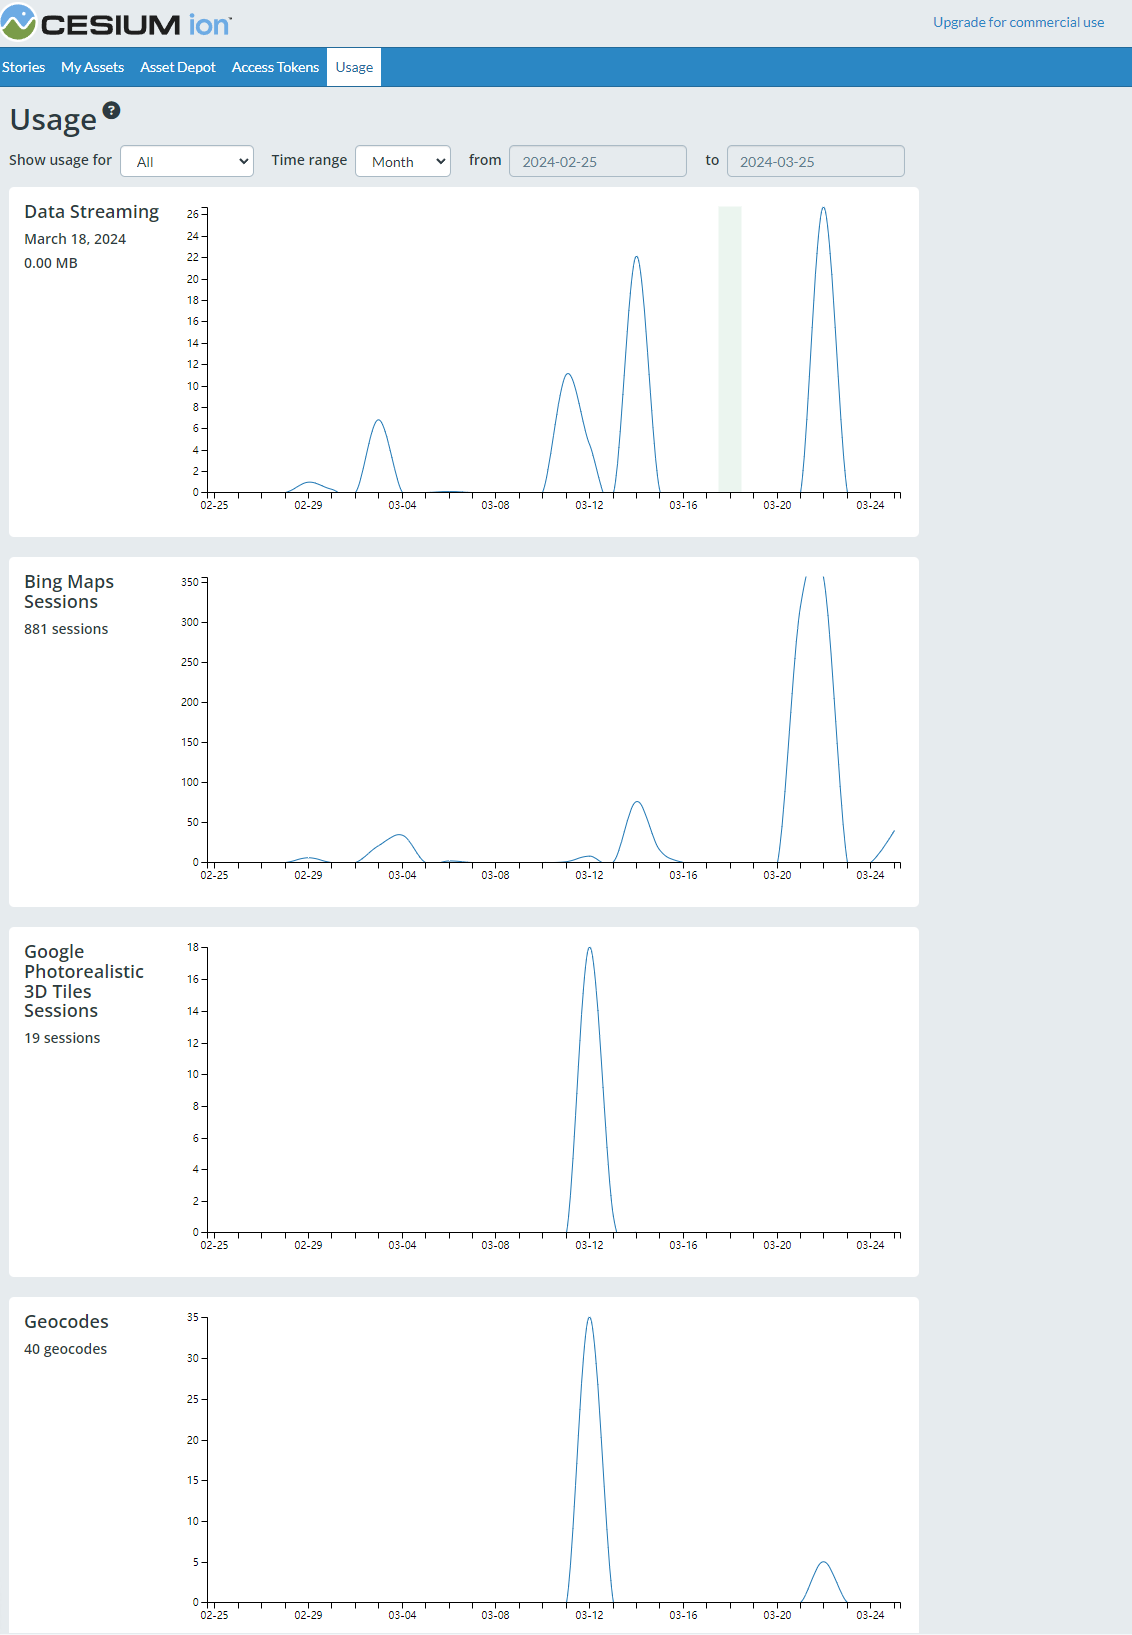 CESIUM ion
Upgrade for commercial use
Stories My Assets Asset Depot Access Tokens Usage
Usage ?
Show usage for All Time range Month from 2024-02-25 to 2024-03-25
Data Streaming
March 18, 2024
0.00 MB
26
24
22
20
18
16
14
12
10
8
6
4
2
0
02-25 02-29 03-04 03-08 03-12 03-16 03-20 03-24
Bing Maps
Sessions
881 sessions
350
300
250
200
150
100
50
0
02-25 02-29 03-04 03-08 03-12 03-16 03-20 03-24
Google
Photorealistic
3D Tiles
Sessions
19 sessions
18
16
14
12
10
8
6
4
2
0
02-25 02-29 03-04 03-08 03-12 03-16 03-20 03-24
Geocodes
40 geocodes
35
30
25
20
15
10
5
0
02-25 02-29 03-04 03-08 03-12 03-16 03-20 03-24